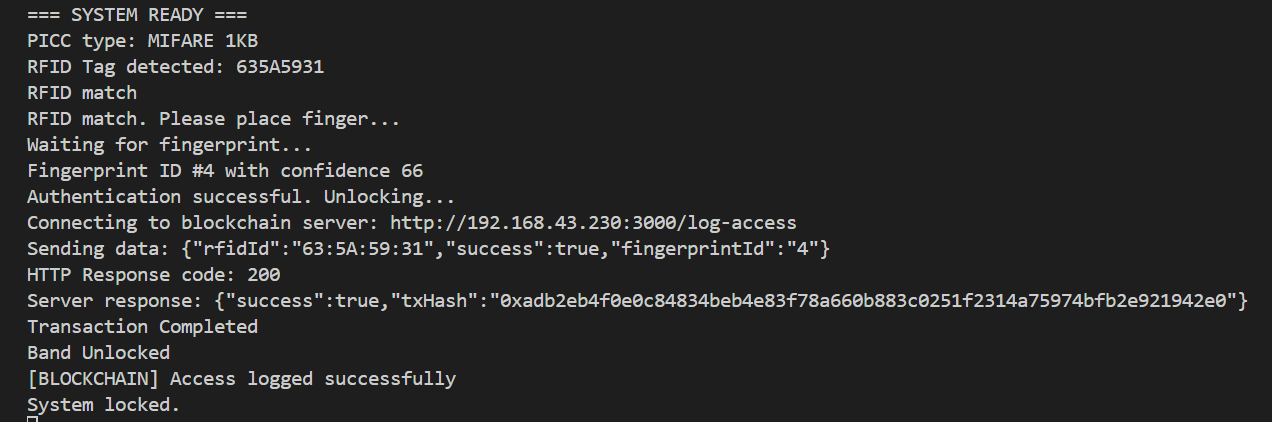 === SYSTEM READY ===
PICC type: MIFARE 1KB
RFID Tag detected: 635A5931
RFID match
RFID match. Please place finger...
Waiting for fingerprint...
Fingerprint ID #4 with confidence 66
Authentication successful. Unlocking...
Connecting to blockchain server: http://192.168.43.230:3000/log-access
Sending data: {"rfidId":"63:5A:59:31","success":true,"fingerprintId":"4"}
HTTP Response code: 200
Server response: {"success":true,"txHash":"0xadb2eb4f0e0c84834beb4e83f78a660b883c0251f2314a75974bfb2e921942e0"}
Transaction Completed
Band Unlocked
[BLOCKCHAIN] Access logged successfully
System locked.